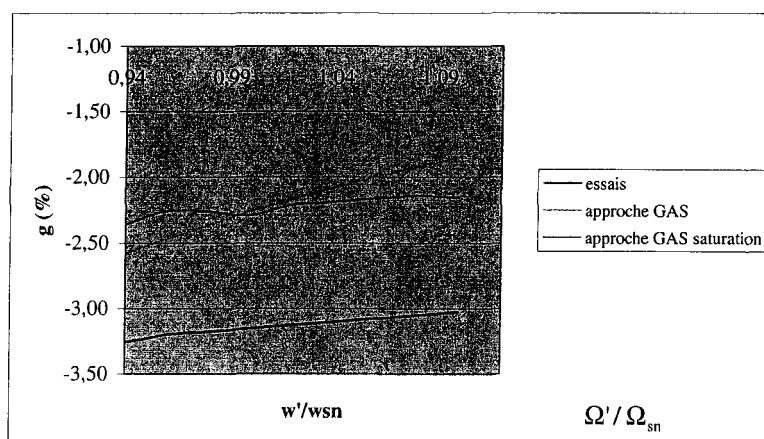 -1,00
0,94 0,99 1,04 1,09
-1,50
-2,00
-2,50
-3,00
-3,50
g (%)
w'/wsn
essais
approche GAS
approche GAS saturation
Ω'/Ωsn